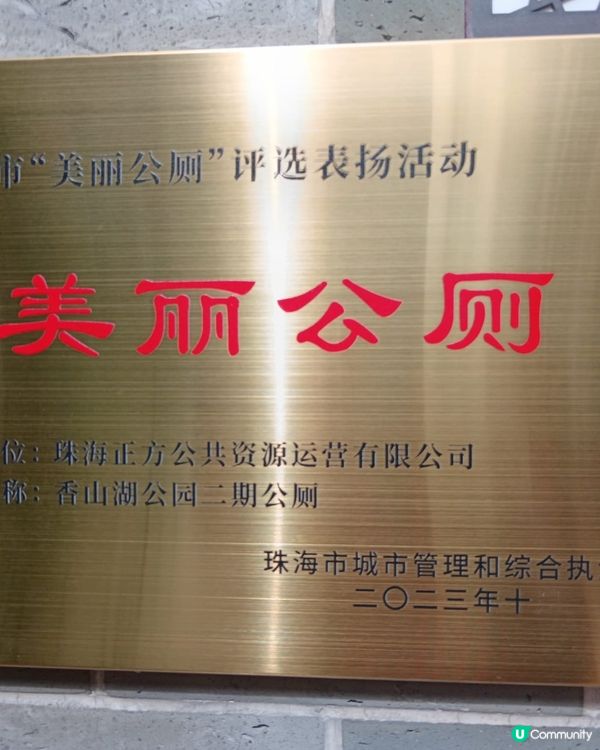 市“美丽公厕”评选表扬活动
美丽公厕
位：珠海正方公共资源运营有限公司
称：香山湖公园二期公厕
珠海市城市管理和综合执
二〇二三年十
U Community